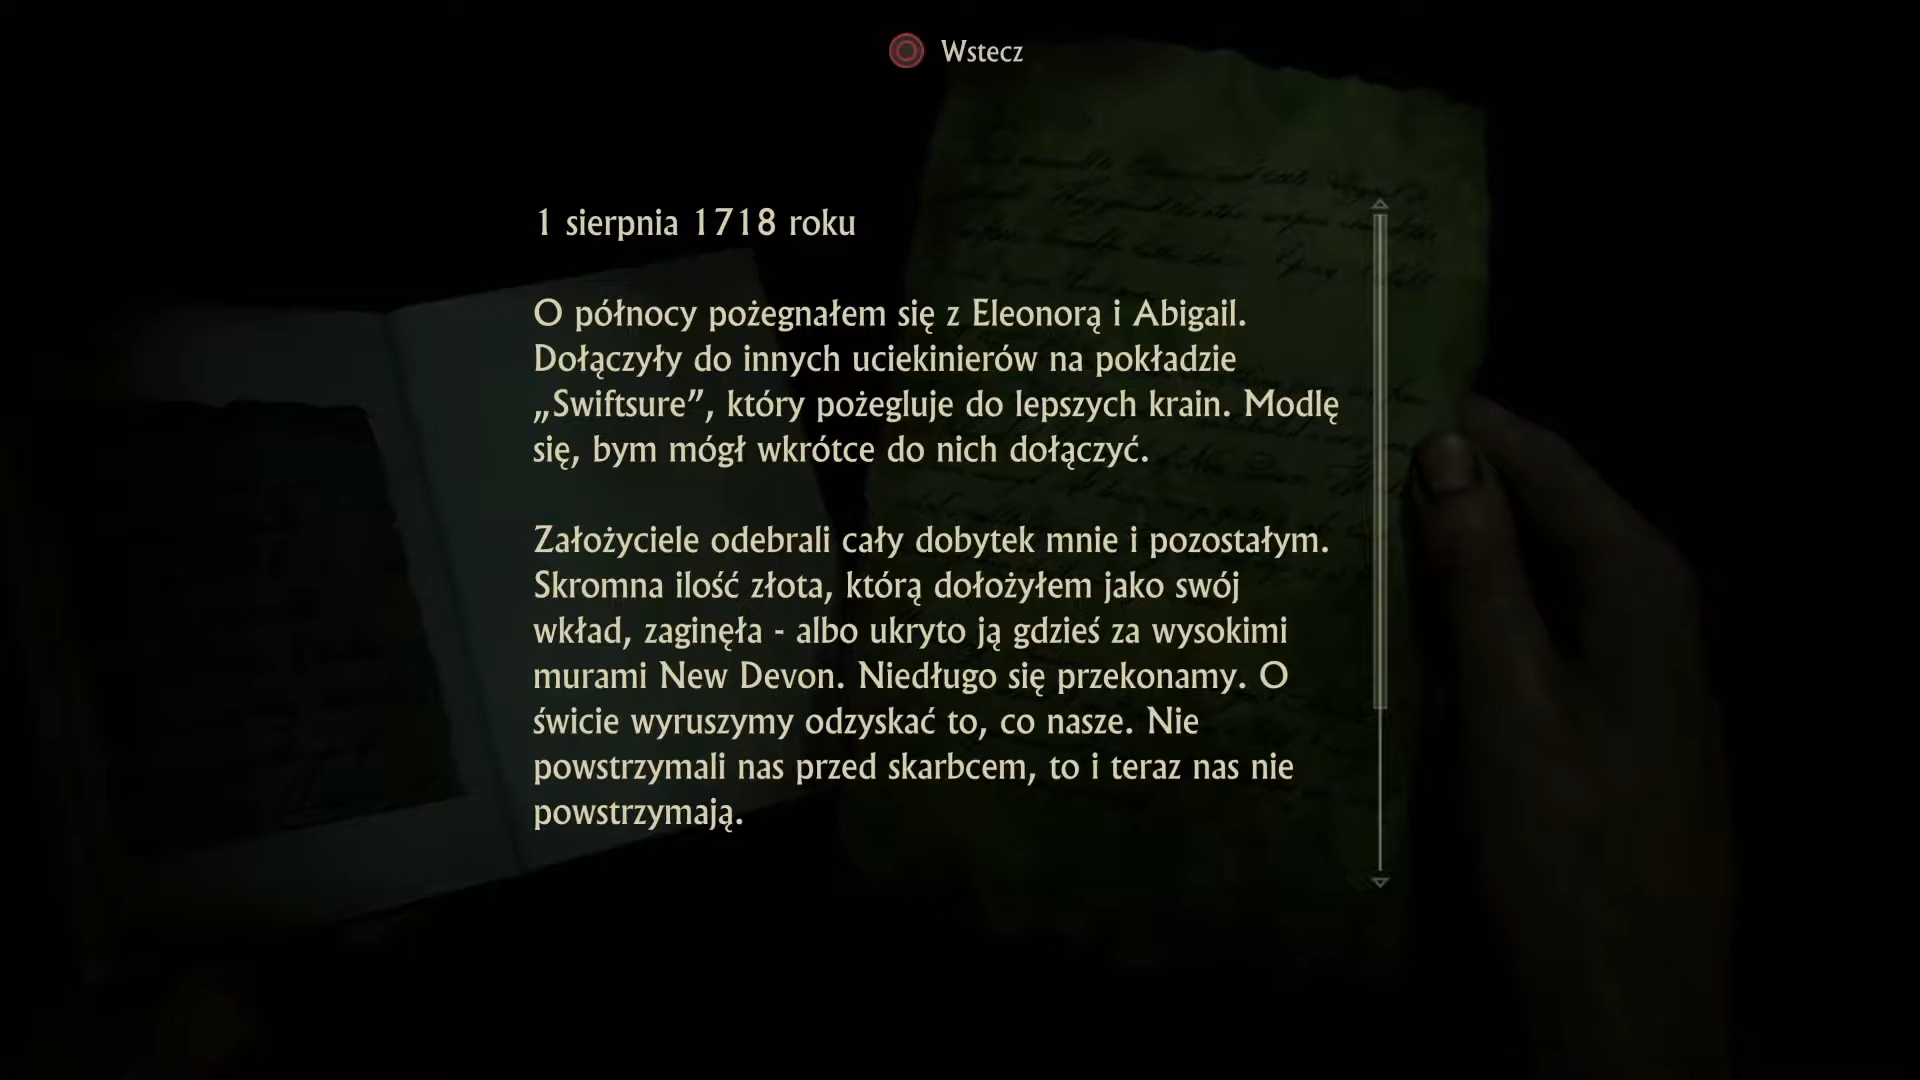 Wstecz
1 sierpnia 1718 roku
O północy pożegnałem się z Eleonorą i Abigail.
Dołączyły do innych uciekinierów na pokładzie
„Swiftsure”, który pożegluje do lepszych krain. Modlę
się, bym mógł wkrótce do nich dołączyć.
Założyciele odebrali cały dobytek mnie i pozostałym.
Skromna ilość złota, którą dołożyłem jako swój
wkład, zaginęła - albo ukryto ją gdzieś za wysokimi
murami New Devon. Niedługo się przekonamy. O
świcie wyruszymy odzyskać to, co nasze. Nie
powstrzymali nas przed skarbcem, to i teraz nas nie
powstrzymają.